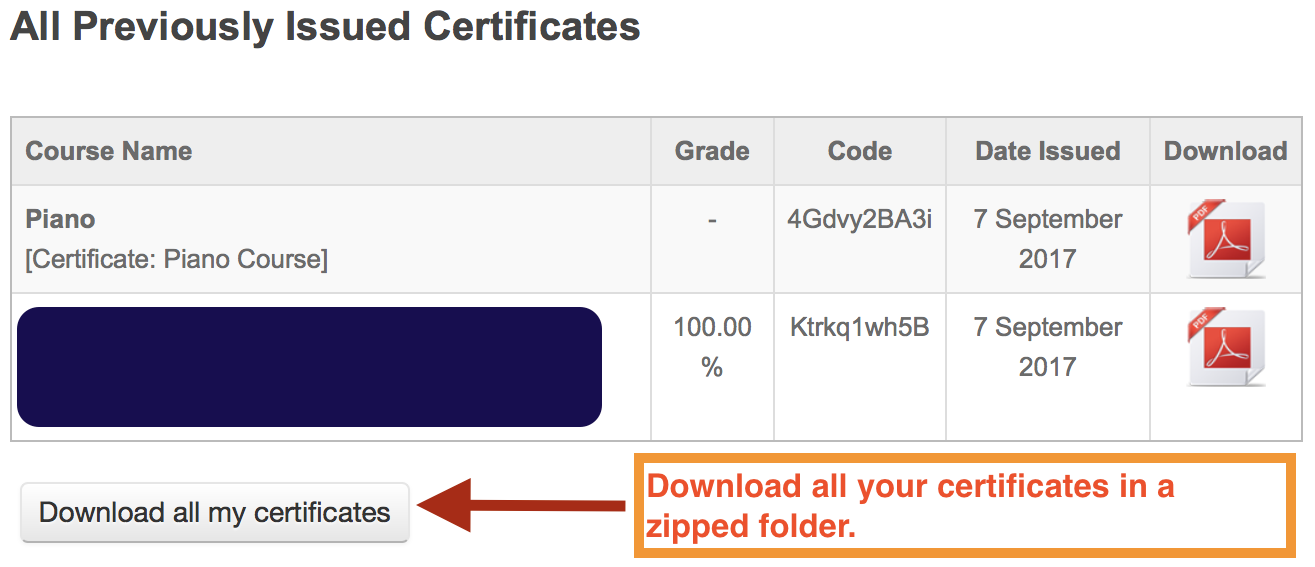 All Previously Issued Certificates
Course Name Grade Code Date Issued Download
Piano - 4Gdvy2BA3i 7 September PDF
[Certificate: Piano Course] 2017
100.00 Ktrkq1wh5B 7 September PDF
% 2017
Download all your certificates in a
Download all my certificates
zipped folder.